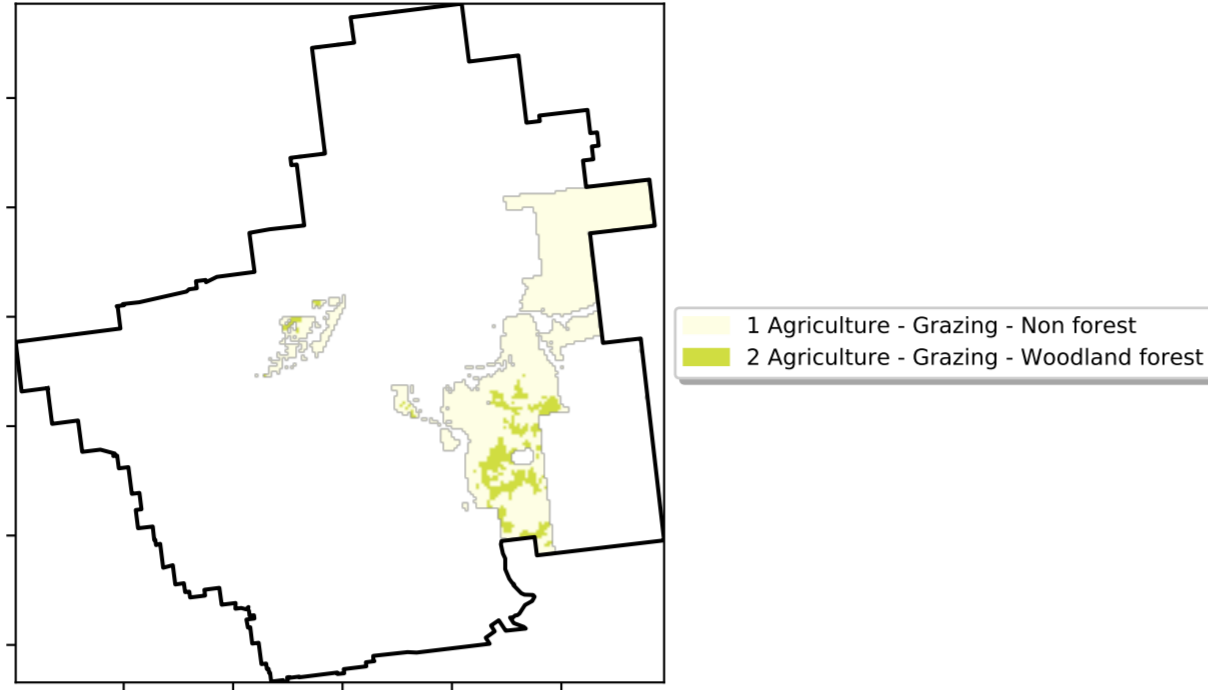 1 Agriculture - Grazing - Non forest
2 Agriculture - Grazing - Woodland forest